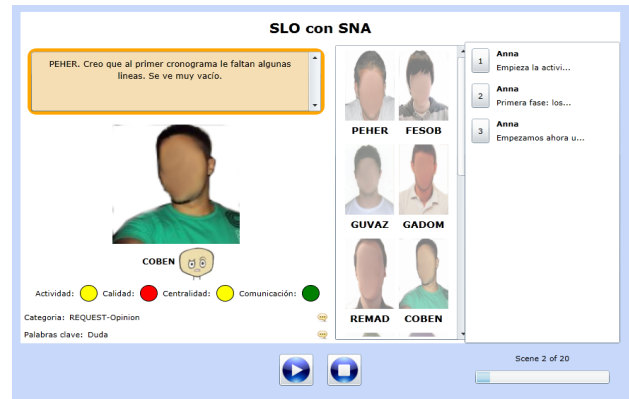 SLO con SNA
PEHER. Creo que al primer cronograma le faltan algunas
lineas. Se ve muy vacío.
COBEN
Actividad: Calidad: Centralidad: Comunicación:
Categoria: REQUEST-Opinion
Palabras clave: Duda
PEHER FESOB
GUVAZ GADOM
REMAD COBEN
1 Anna
Empieza la activi...
2 Anna
Primera fase: los...
3 Anna
Empezamos ahora u...
Scene 2 of 20